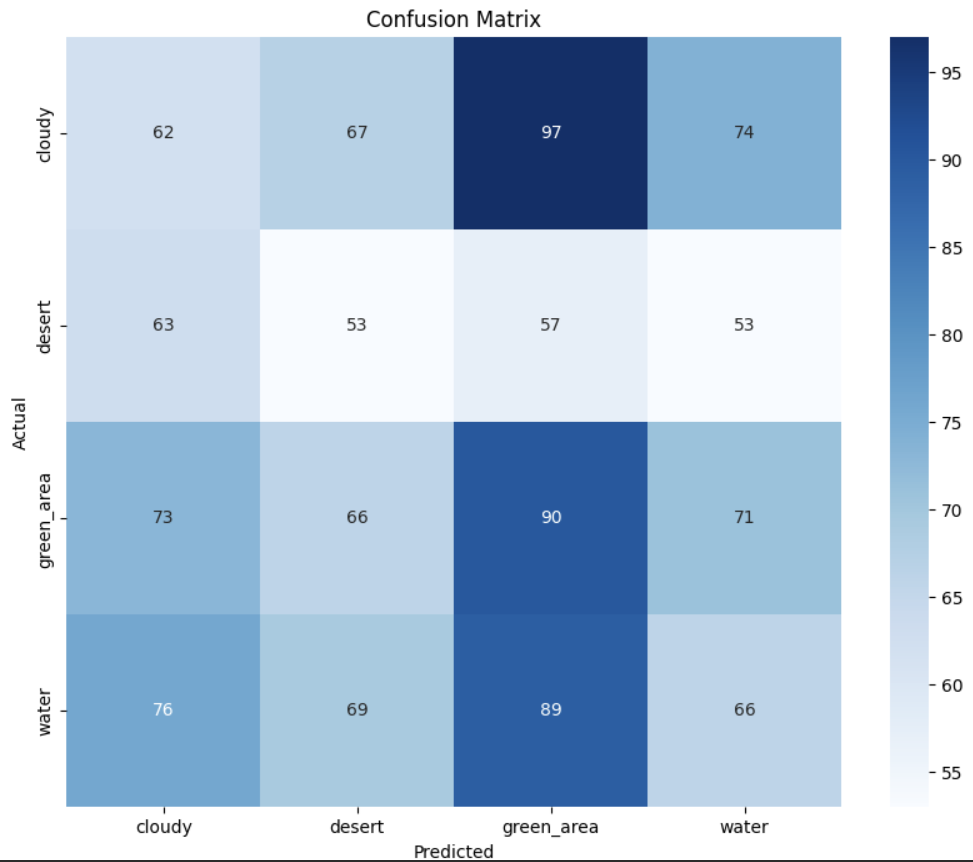 Confusion Matrix
cloudy
62
67
97
74
desert
63
53
57
53
green_area
73
66
90
71
water
76
69
89
66
Actual
cloudy
desert
green_area
water
Predicted
95
90
85
80
75
70
65
60
55